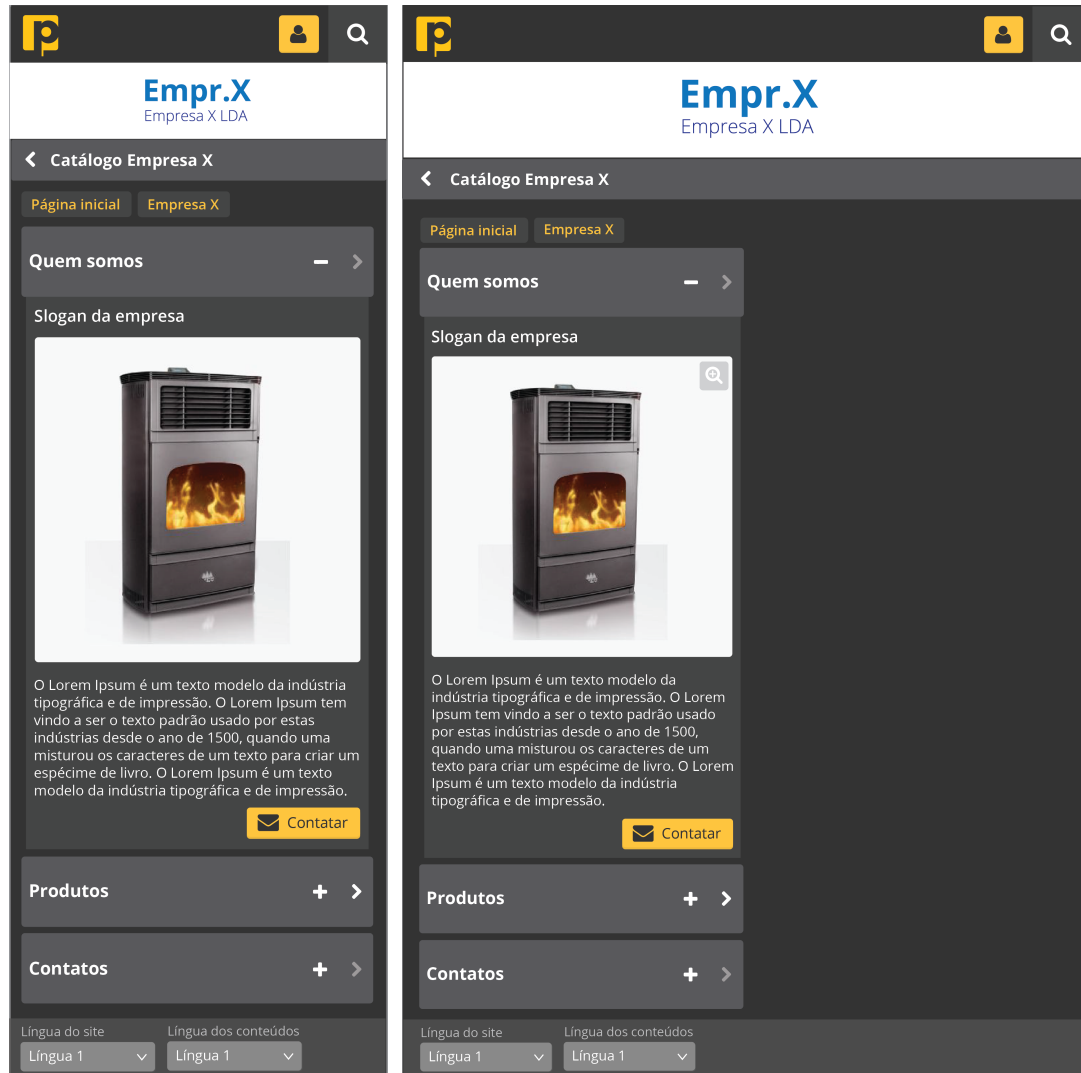 Empr.X
Empresa X LDA
Catálogo Empresa X
Página inicial Empresa X
Quem somos
Slogan da empresa
O Lorem Ipsum é um texto modelo da indústria
tipográfica e de impressão. O Lorem Ipsum tem
vindo a ser o texto padrão usado por estas
indústrias desde o ano de 1500, quando uma
misturou os caracteres de um texto para criar um
espécime de livro. O Lorem Ipsum é um texto
modelo da indústria tipográfica e de impressão.
Contatar
Produtos
Contatos
Língua do site Língua dos conteúdos
Língua 1 Língua 1
Empr.X
Empresa X LDA
Catálogo Empresa X
Página inicial Empresa X
Quem somos
Slogan da empresa
O Lorem Ipsum é um texto modelo da
indústria tipográfica e de impressão. O Lorem
Ipsum tem vindo a ser o texto padrão usado
por estas indústrias desde o ano de 1500,
quando uma misturou os caracteres de um
texto para criar um espécime de livro. O Lorem
Ipsum é um texto modelo da indústria
tipográfica e de impressão.
Contatar
Produtos
Contatos
Língua do site Língua dos conteúdos
Língua 1 Língua 1